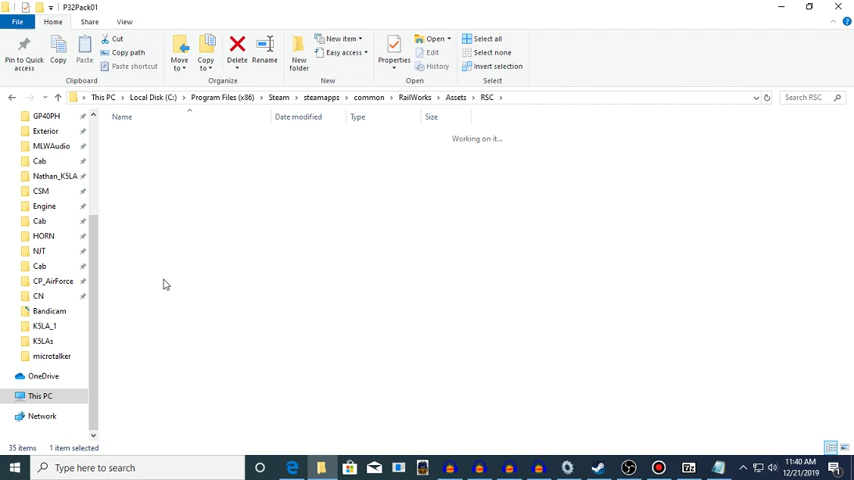 P32Pack01
File
Home
Share
View
Pin to Quick access
Copy
Paste
Cut
Copy path
Paste shortcut
Clipboard
Move to
Copy to
Delete
Rename
Organize
New folder
New item
Easy access
New
Properties
Open
Edit
History
Open
Select all
Select none
Invert selection
Select
This PC > Local Disk (C:) > Program Files (x86) > Steam > steamapps > common > RailWorks > Assets > RSC >
Search RSC
Name
Date modified
Type
Size
Working on it...
GP40PH
Exterior
MLWAudio
Cab
Nathan_K5LA
CSM
Engine
Cab
HORN
NJT
Cab
CP_AirForce
CN
Bandicam
K5LA_1
K5LAs
microtalker
OneDrive
This PC
Network
35 items
1 item selected
Type here to search
11:40 AM
12/21/2019